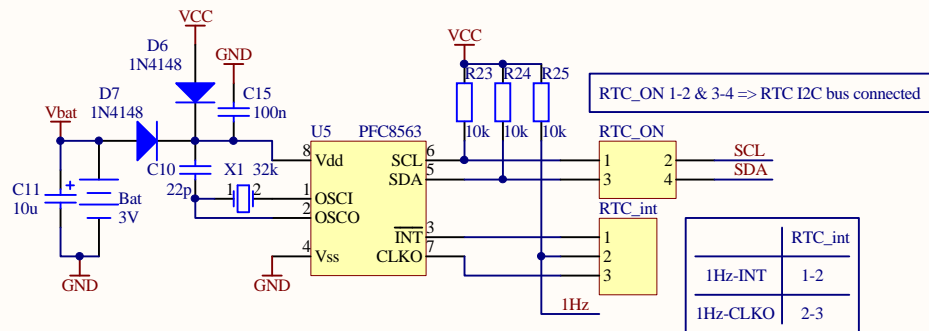 VCC
D6
1N4148
GND
D7
1N4148
C15
100n
Vbat
C11
10u
+
Bat
3V
GND
C10
22p
X1 32k
1 2
U5 PFC8563
8 Vdd
1 OSCI
2 OSCO
4 Vss
GND
SCL 6
SDA 5
INT 3
CLKO 7
VCC
R23 R24 R25
10k 10k 10k
RTC_ON 1-2 & 3-4 => RTC I2C bus connected
RTC_ON
1 2 SCL
3 4 SDA
RTC_int
1
2
3
1Hz
RTC_int
1Hz-INT 1-2
1Hz-CLKO 2-3